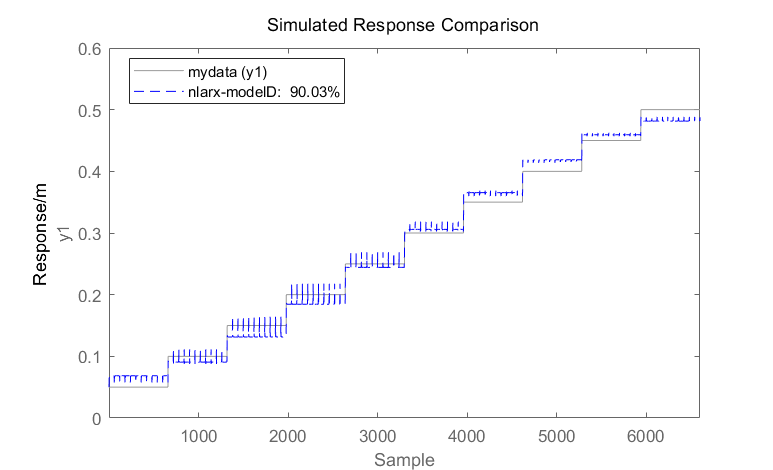 Simulated Response Comparison
0.6
0.5
0.4
0.3
0.2
0.1
0
mydata (y1)
nlarx-modelD: 90.03%
Response/m
y1
1000 2000 3000 4000 5000 6000
Sample